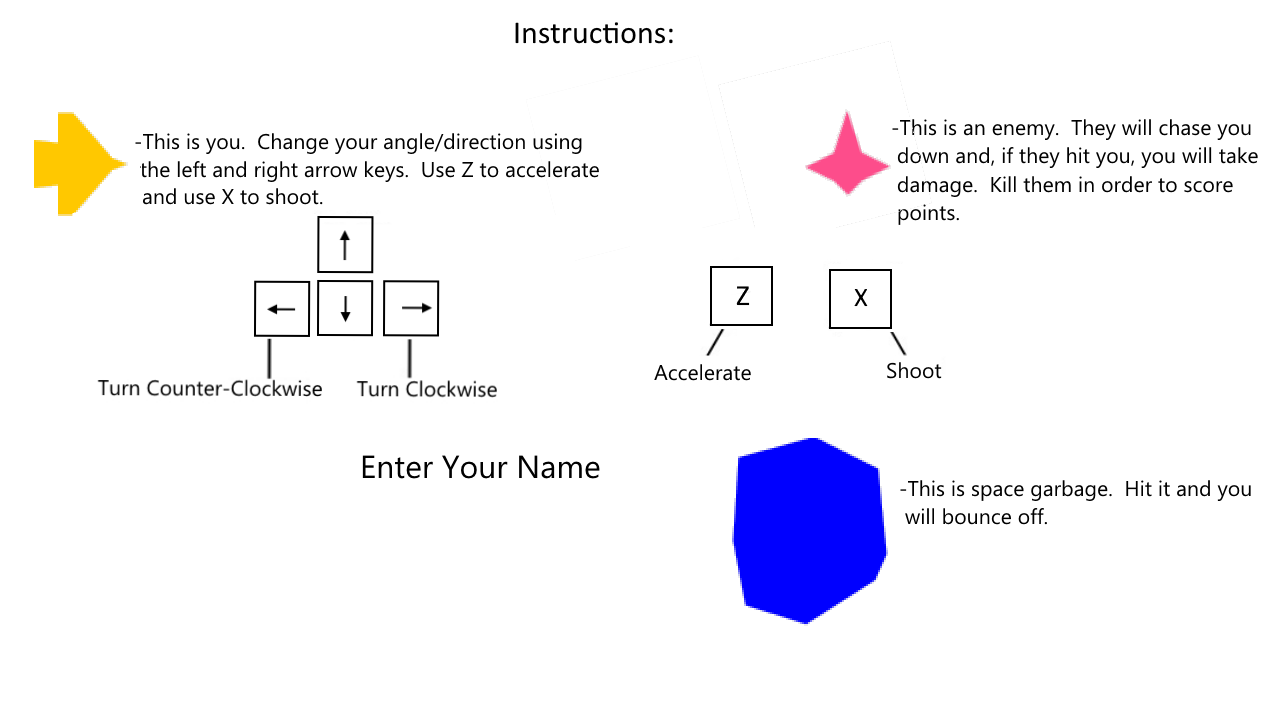 Instructions:
-This is you.  Change your angle/direction using
the left and right arrow keys.  Use Z to accelerate
and use X to shoot.
-This is an enemy.  They will chase you
down and, if they hit you, you will take
damage.  Kill them in order to score
points.
Z
X
Turn Counter-Clockwise
Turn Clockwise
Accelerate
Shoot
Enter Your Name
-This is space garbage.  Hit it and you
will bounce off.